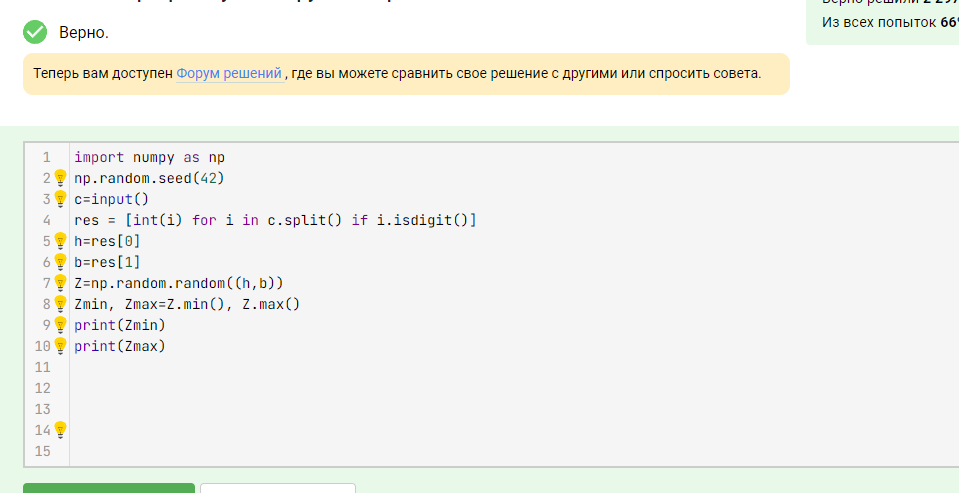 Верно решили 2 297
Из всех попыток 66%
Верно.
Теперь вам доступен Форум решений , где вы можете сравнить свое решение с другими или спросить совета.
1 import numpy as np
2 np.random.seed(42)
3 c=input()
4 res = [int(i) for i in c.split() if i.isdigit()]
5 h=res[0]
6 b=res[1]
7 Z=np.random.random((h,b))
8 Zmin, Zmax=Z.min(), Z.max()
9 print(Zmin)
10 print(Zmax)
11
12
13
14
15